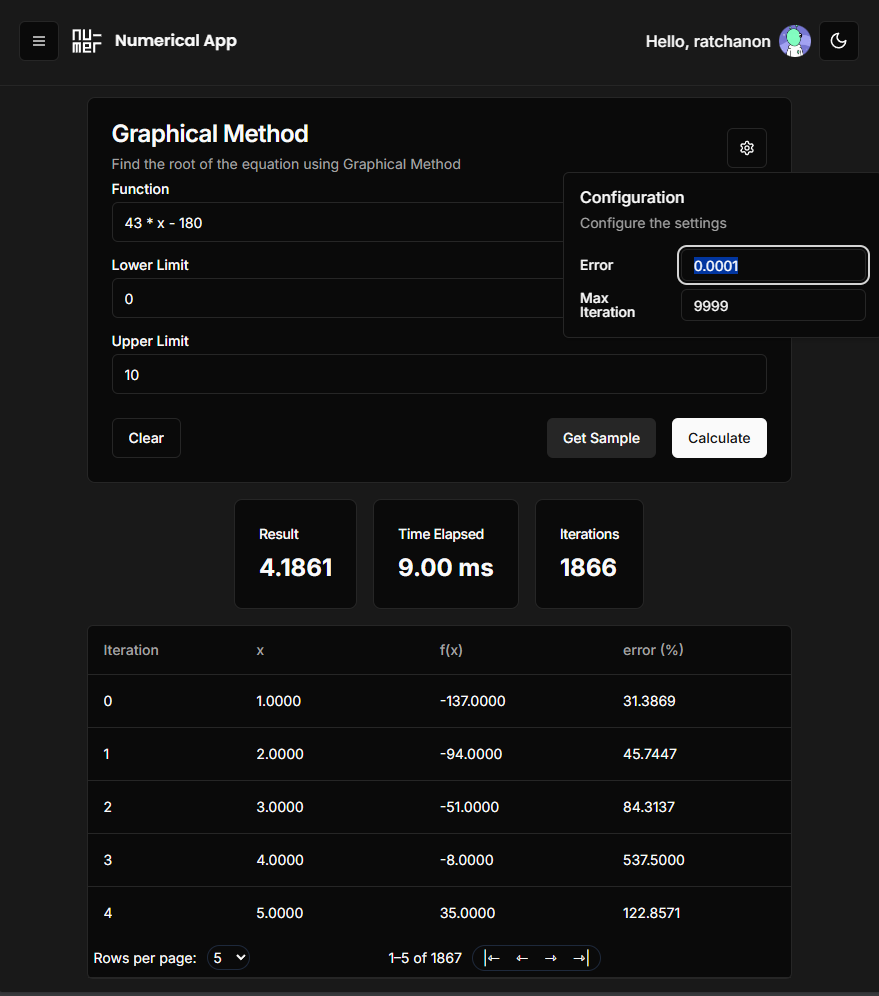 nu-
mer
Numerical App
Hello, ratchanon
Graphical Method
Find the root of the equation using Graphical Method
Function
43 * x - 180
Lower Limit
0
Upper Limit
10
Configuration
Configure the settings
Error
0.0001
Max
Iteration
9999
Clear
Get Sample
Calculate
Result
4.1861
Time Elapsed
9.00 ms
Iterations
1866
Iteration x f(x) error (%)
0 1.0000 -137.0000 31.3869
1 2.0000 -94.0000 45.7447
2 3.0000 -51.0000 84.3137
3 4.0000 -8.0000 537.5000
4 5.0000 35.0000 122.8571
Rows per page: 5 1–5 of 1867